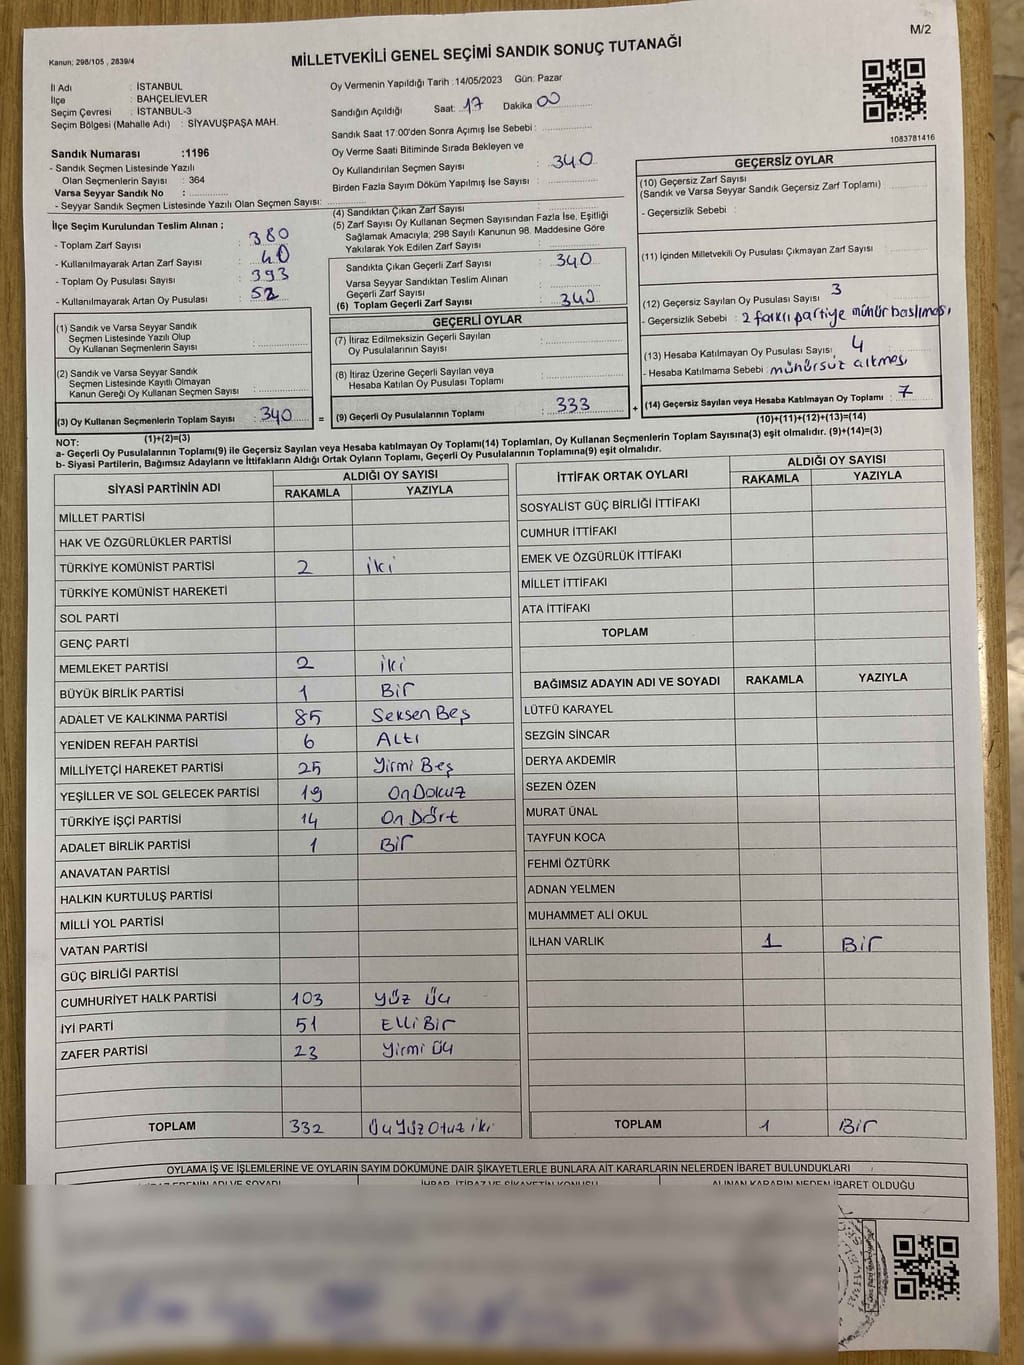 M/2
Kanun; 298/105 , 2839/4
MİLLETVEKİLİ GENEL SEÇİMİ SANDIK SONUÇ TUTANAĞI
İl Adı : İSTANBUL
İlçe : BAHÇELİEVLER
Seçim Çevresi : İSTANBUL-3
Seçim Bölgesi (Mahalle Adı) : SİYAVUŞPAŞA MAH.
Oy Vermenin Yapıldığı Tarih :14/05/2023 Gün: Pazar
Sandığın Açıldığı Saat: 17 Dakika 00
Sandık Saat 17:00'den Sonra Açımış İse Sebebi :
Oy Verme Saati Bitiminde Sırada Bekleyen ve
Oy Kullandırılan Seçmen Sayısı : 340
Birden Fazla Sayım Döküm Yapılmış İse Sayısı :
1083781416
Sandık Numarası :1196
- Sandık Seçmen Listesinde Yazılı
Olan Seçmenlerin Sayısı : 364
Varsa Seyyar Sandık No :
- Seyyar Sandık Seçmen Listesinde Yazılı Olan Seçmen Sayısı:
İlçe Seçim Kurulundan Teslim Alınan ;
- Toplam Zarf Sayısı : 380
- Kullanılmayarak Artan Zarf Sayısı : 40
- Toplam Oy Pusulası Sayısı : 393
- Kullanılmayarak Artan Oy Pusulası : 52
(4) Sandıktan Çıkan Zarf Sayısı :
(5) Zarf Sayısı Oy Kullanan Seçmen Sayısından Fazla İse, Eşitliği
Sağlamak Amacıyla; 298 Sayılı Kanunun 98. Maddesine Göre
Yakılarak Yok Edilen Zarf Sayısı :
Sandıkta Çıkan Geçerli Zarf Sayısı : 340
Varsa Seyyar Sandıktan Teslim Alınan
Geçerli Zarf Sayısı :
(6) Toplam Geçerli Zarf Sayısı : 340
GEÇERSİZ OYLAR
(10) Geçersiz Zarf Sayısı
(Sandık ve Varsa Seyyar Sandık Geçersiz Zarf Toplamı) :
- Geçersizlik Sebebi :
(11) İçinden Milletvekili Oy Pusulası Çıkmayan Zarf Sayısı :
(12) Geçersiz Sayılan Oy Pusulası Sayısı : 3
- Geçersizlik Sebebi : 2 farklı partiye mühür basılması
(13) Hesaba Katılmayan Oy Pusulası Sayısı : 4
- Hesaba Katılmama Sebebi : mühürsüz
(14) Geçersiz Sayılan veya Hesaba Katılmayan Oy Toplamı : 7
(10)+(11)+(12)+(13)=(14)
(1) Sandık ve Varsa Seyyar Sandık
Seçmen Listesinde Yazılı Olup
Oy Kullanan Seçmenlerin Sayısı :
(2) Sandık ve Varsa Seyyar Sandık
Seçmen Listesinde Kayıtlı Olmayan
Kanun Gereği Oy Kullanan Seçmen Sayısı :
(3) Oy Kullanan Seçmenlerin Toplam Sayısı : 340 =
(1)+(2)=(3)
GEÇERLİ OYLAR
(7) İtiraz Edilmeksizin Geçerli Sayılan
Oy Pusulalarının Sayısı :
(8) İtiraz Üzerine Geçerli Sayılan veya
Hesaba Katılan Oy Pusulası Toplamı :
(9) Geçerli Oy Pusulalarının Toplamı : 333 +
NOT:
a- Geçerli Oy Pusulalarının Toplamı(9) ile Geçersiz Sayılan veya Hesaba katılmayan Oy Toplamı(14) Toplamları, Oy Kullanan Seçmenlerin Toplam Sayısına(3) eşit olmalıdır. (9)+(14)=(3)
b- Siyasi Partilerin, Bağımsız Adayların ve İttifakların Aldığı Ortak Oyların Toplamı, Geçerli Oy Pusulalarının Toplamına(9) eşit olmalıdır.
SİYASİ PARTİNİN ADI ALDIĞI OY SAYISI
RAKAMLA YAZIYLA
MİLLET PARTİSİ
HAK VE ÖZGÜRLÜKLER PARTİSİ
TÜRKİYE KOMÜNİST PARTİSİ 2 iki
TÜRKİYE KOMÜNİST HAREKETİ
SOL PARTİ
GENÇ PARTİ
MEMLEKET PARTİSİ 2 iki
BÜYÜK BİRLİK PARTİSİ 1 Bir
ADALET VE KALKINMA PARTİSİ 85 Seksen Beş
YENİDEN REFAH PARTİSİ 6 Altı
MİLLİYETÇİ HAREKET PARTİSİ 25 Yirmi Beş
YEŞİLLER VE SOL GELECEK PARTİSİ 19 On Dokuz
TÜRKİYE İŞÇİ PARTİSİ 14 On Dört
ADALET BİRLİK PARTİSİ 1 Bir
ANAVATAN PARTİSİ
HALKIN KURTULUŞ PARTİSİ
MİLLİ YOL PARTİSİ
VATAN PARTİSİ
GÜÇ BİRLİĞİ PARTİSİ
CUMHURİYET HALK PARTİSİ 103 Yüz Üç
İYİ PARTİ 51 Elli Bir
ZAFER PARTİSİ 23 Yirmi Üç
TOPLAM 332 Üç Yüz Otuz iki
İTTİFAK ORTAK OYLARI ALDIĞI OY SAYISI
RAKAMLA YAZIYLA
SOSYALİST GÜÇ BİRLİĞİ İTTİFAKI
CUMHUR İTTİFAKI
EMEK VE ÖZGÜRLÜK İTTİFAKI
MİLLET İTTİFAKI
ATA İTTİFAKI
TOPLAM
BAĞIMSIZ ADAYIN ADI VE SOYADI RAKAMLA YAZIYLA
LÜTFÜ KARAYEL
SEZGİN SİNCAR
DERYA AKDEMİR
SEZEN ÖZEN
MURAT ÜNAL
TAYFUN KOCA
FEHMİ ÖZTÜRK
ADNAN YELMEN
MUHAMMET ALİ OKUL
İLHAN VARLIK 1 Bir
TOPLAM 1 Bir
OYLAMA İŞ VE İŞLEMLERİNE VE OYLARIN SAYIM DÖKÜMÜNE DAİR ŞİKAYETLERLE BUNLARA AİT KARARLARIN NELERDEN İBARET BULUNDUKLARI
ADI VE SOYADI İHBAR, İTİRAZ VE ŞİKAYETİN KONUSU ALINAN KARARIN NEDEN İBARET OLDUĞU